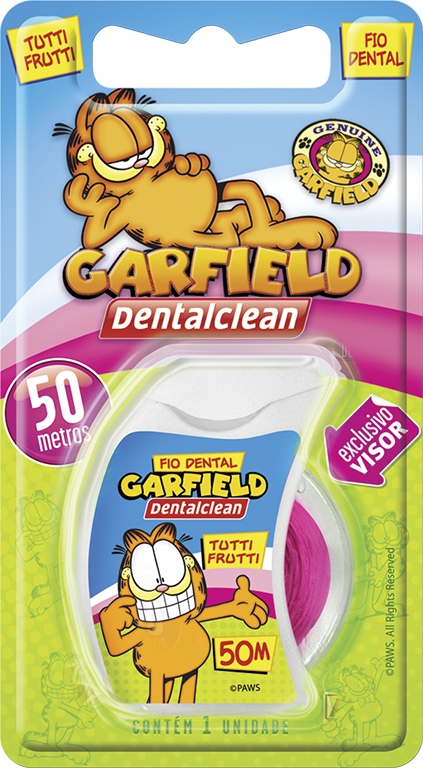 TUTTI
FRUTTI
FIO
DENTAL
GENUINE
GARFIELD
GARFIELD
DENTALCLEAN
50
metros
exclusivo
VISOR
FIO DENTAL
GARFIELD
DENTALCLEAN
TUTTI
FRUTTI
50M
©PAWS
©PAWS. All Rights Reserved
CONTÉM 1 UNIDADE